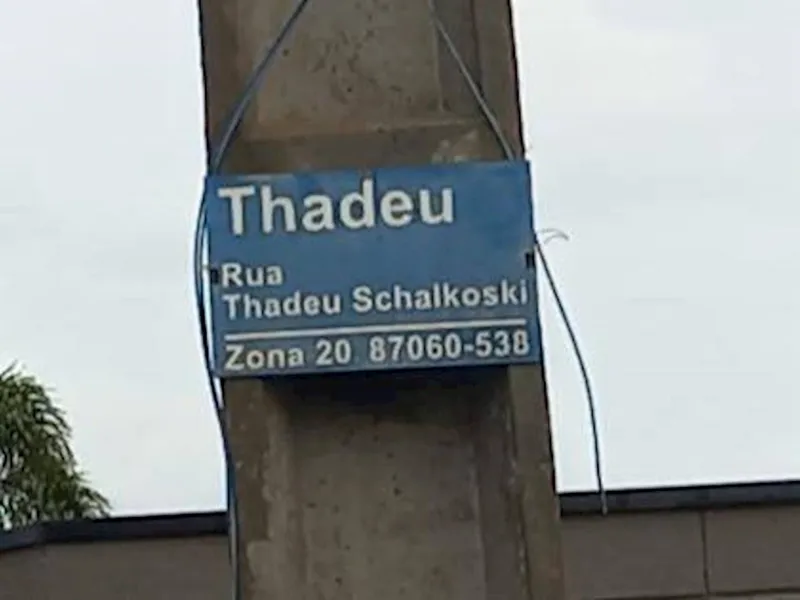 Thadeu
Rua
Thadeu Schalkoski
Zona 20 87060-538